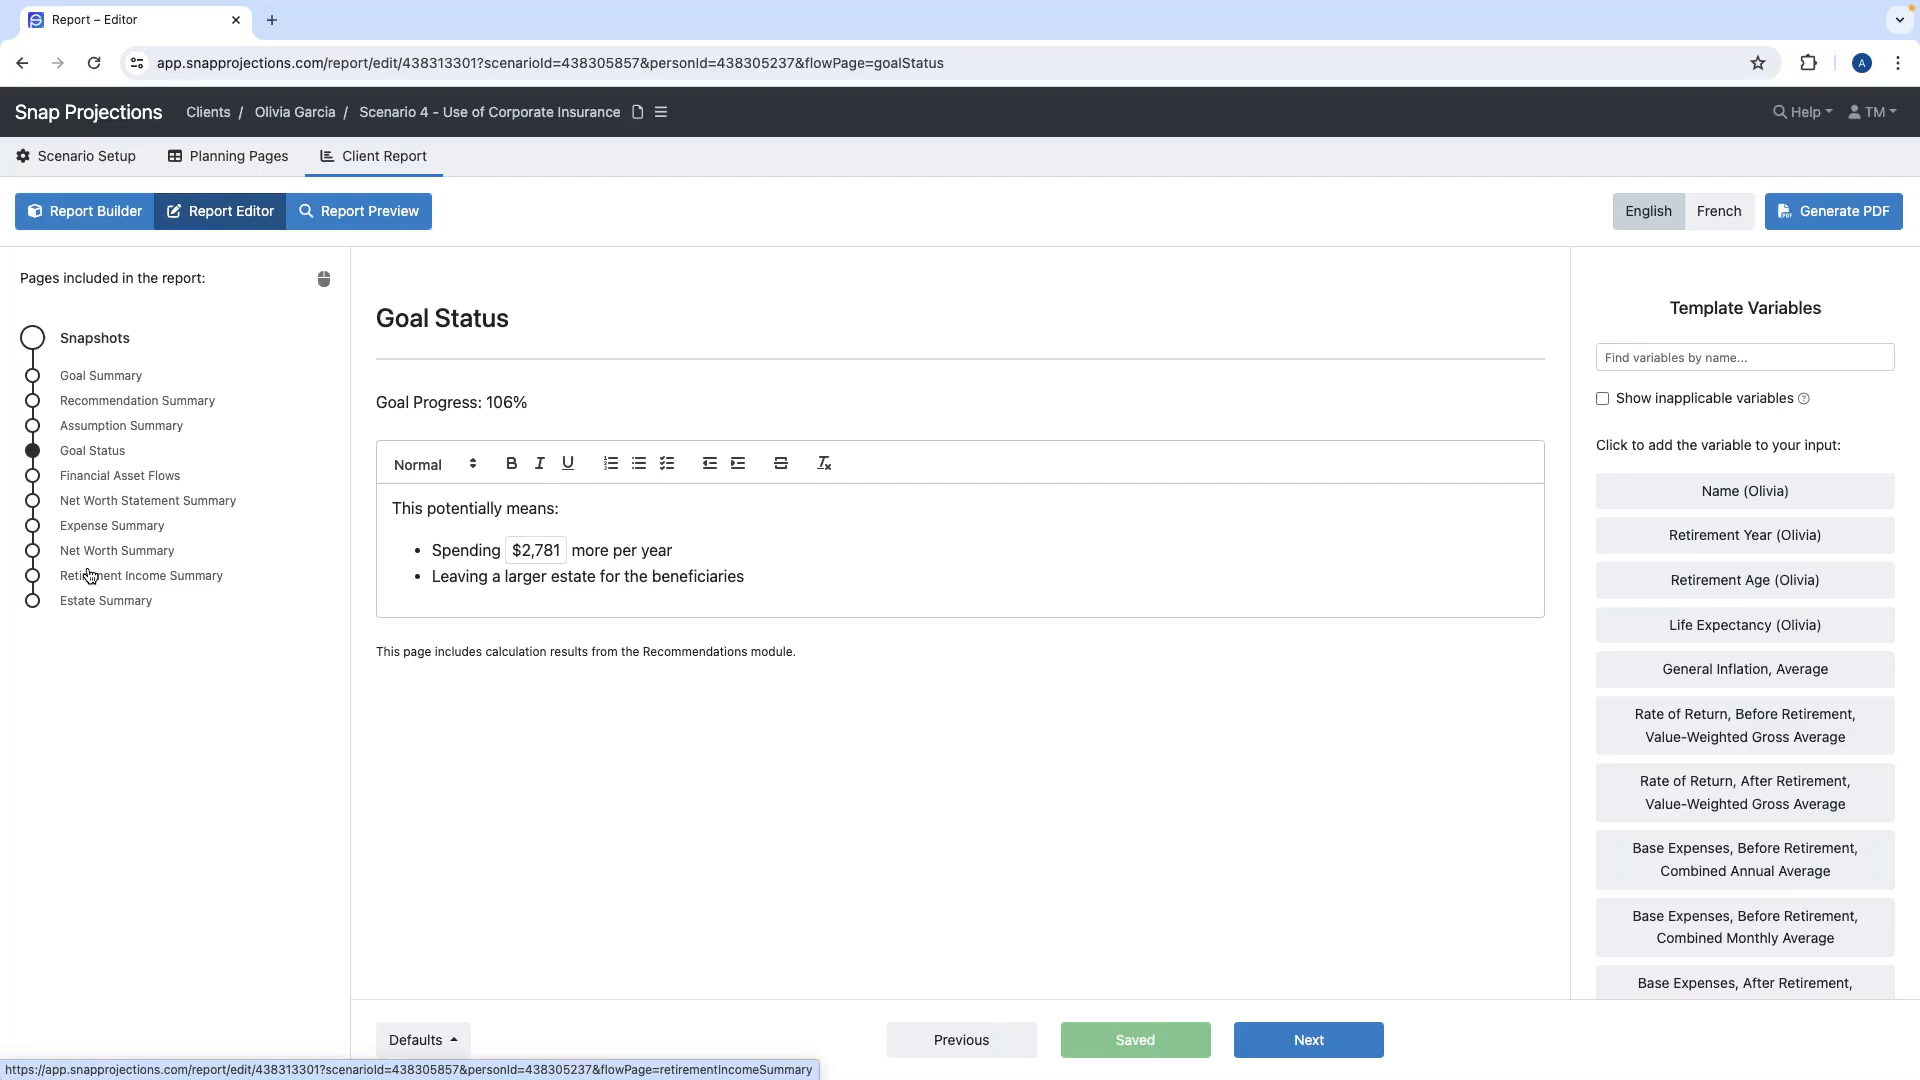 Report – Editor
app.snapprojections.com/report/edit/438313301?scenarioId=438305857&personId=438305237&flowPage=goalStatus
A
Snap Projections
Clients / Olivia Garcia / Scenario 4 - Use of Corporate Insurance
Help
TM
Scenario Setup
Planning Pages
Client Report
Report Builder
Report Editor
Report Preview
English
French
Generate PDF
Pages included in the report:
Snapshots
Goal Summary
Recommendation Summary
Assumption Summary
Goal Status
Financial Asset Flows
Net Worth Statement Summary
Expense Summary
Net Worth Summary
Retirement Income Summary
Estate Summary
Goal Status
Goal Progress: 106%
Normal
This potentially means:
• Spending $2,781 more per year
• Leaving a larger estate for the beneficiaries
This page includes calculation results from the Recommendations module.
Template Variables
Find variables by name...
Show inapplicable variables
Click to add the variable to your input:
Name (Olivia)
Retirement Year (Olivia)
Retirement Age (Olivia)
Life Expectancy (Olivia)
General Inflation, Average
Rate of Return, Before Retirement,
Value-Weighted Gross Average
Rate of Return, After Retirement,
Value-Weighted Gross Average
Base Expenses, Before Retirement,
Combined Annual Average
Base Expenses, Before Retirement,
Combined Monthly Average
Base Expenses, After Retirement,
Defaults
Previous
Saved
Next
https://app.snapprojections.com/report/edit/438313301?scenarioId=438305857&personId=438305237&flowPage=retirementIncomeSummary